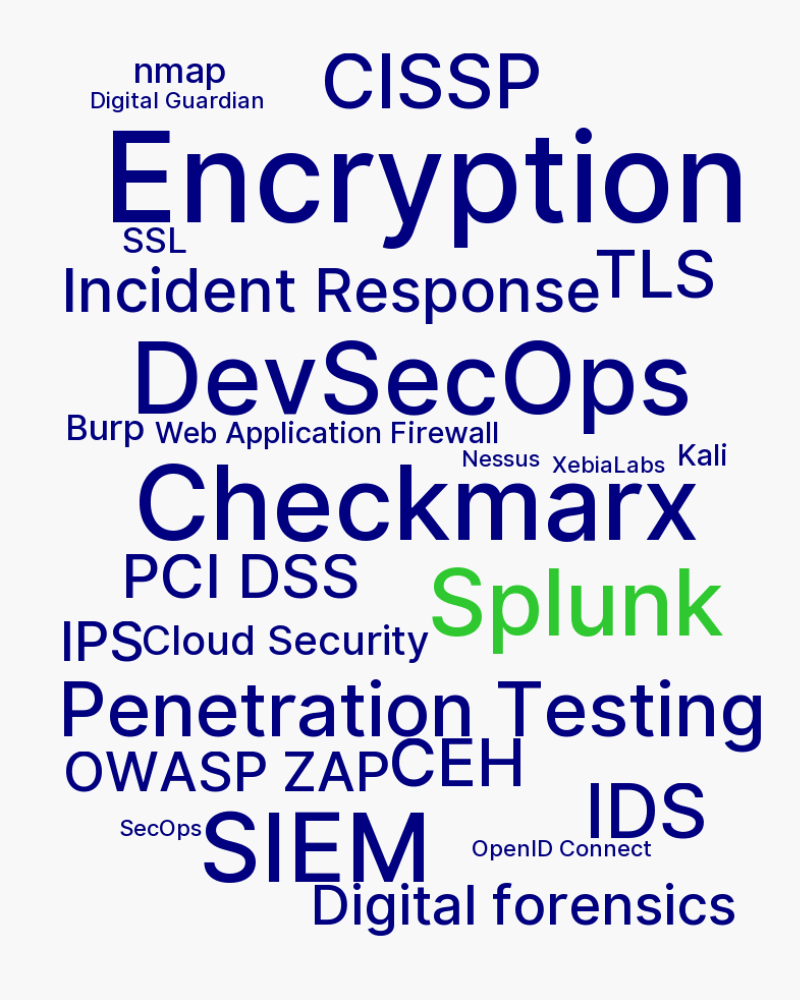 nmap
CISSP
Digital Guardian
Encryption
SSL
Incident Response
TLS
DevSecOps
Burp
Web Application Firewall
Nessus
XebiaLabs
Kali
Checkmarx
PCI DSS
Splunk
IPS
Cloud Security
Penetration Testing
OWASP ZAP
CEH
IDS
SecOps
SIEM
OpenID Connect
Digital forensics